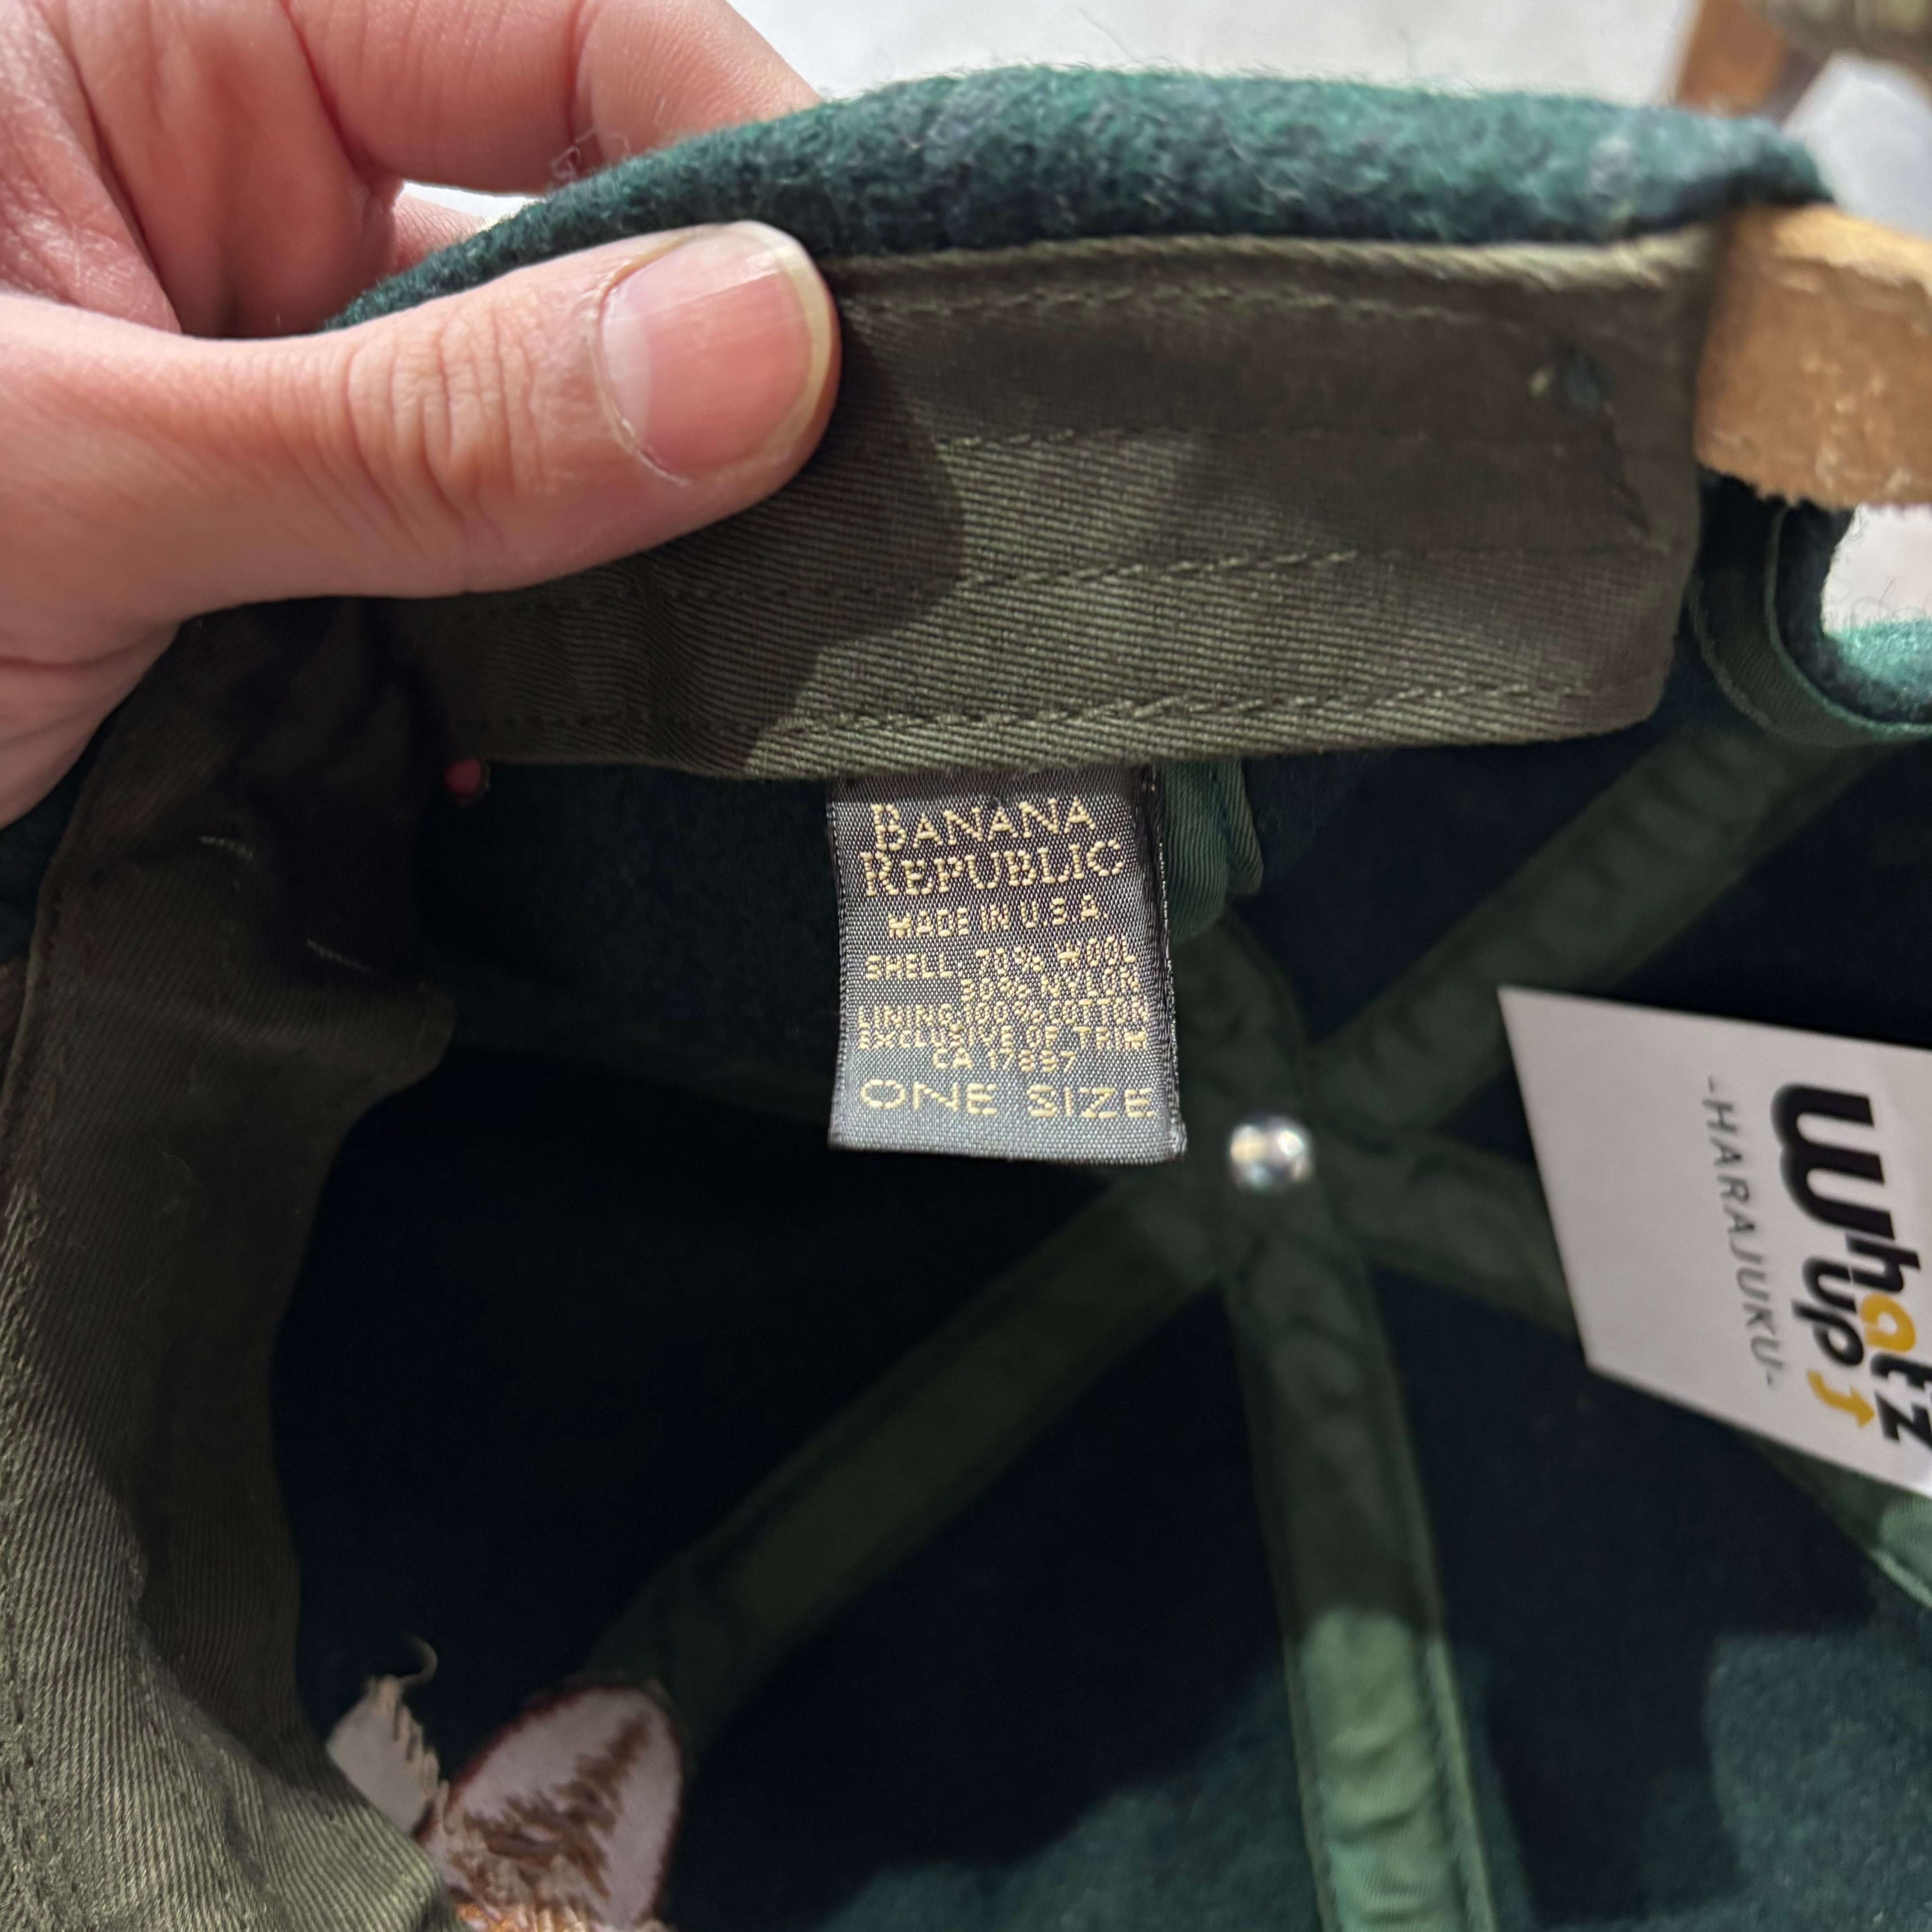 BANANA
REPUBLIC
MADE IN U.S.A.
SHELL: 70% WOOL
30% NYLON
LINING 100% COTTON
EXCLUSIVE OF TRIM
CA 17897
ONE SIZE
Whatz
up
-HARAJUKU-